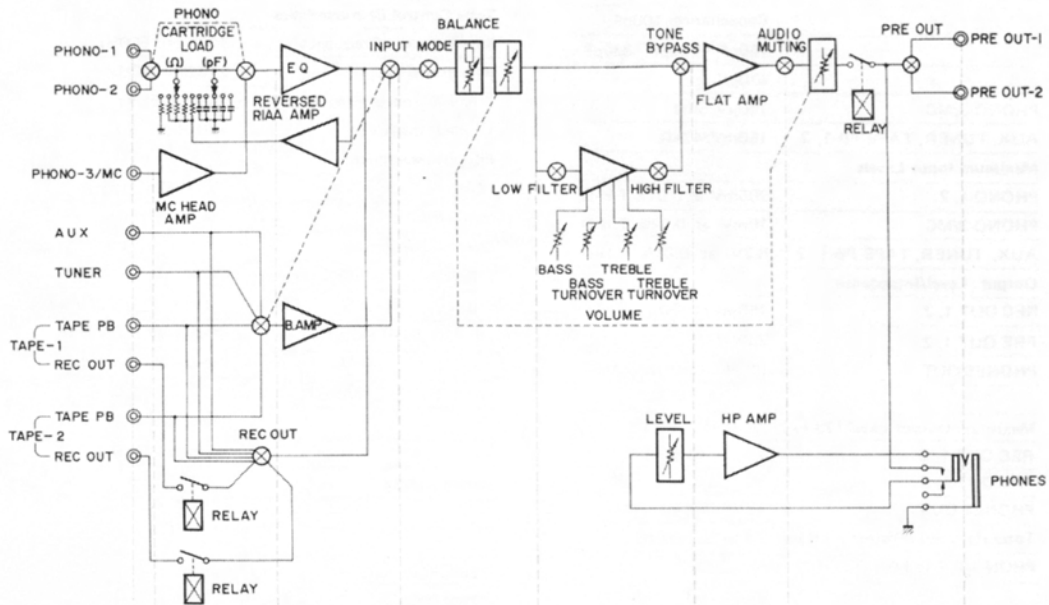 PHONO
CARTRIDGE
LOAD
(Ω) (pF)
PHONO-1
PHONO-2
EQ
REVERSED
RIAA AMP
PHONO-3/MC
MC HEAD
AMP
AUX
TUNER
TAPE PB
TAPE-1
REC OUT
TAPE PB
TAPE-2
REC OUT
B.AMP
REC OUT
RELAY
RELAY
INPUT MODE
BALANCE
TONE
BYPASS
FLAT AMP
AUDIO
MUTING
RELAY
PRE OUT
PRE OUT-1
PRE OUT-2
LOW FILTER
HIGH FILTER
BASS
BASS
TURNOVER
TREBLE
TREBLE
TURNOVER
VOLUME
LEVEL
HP AMP
PHONES